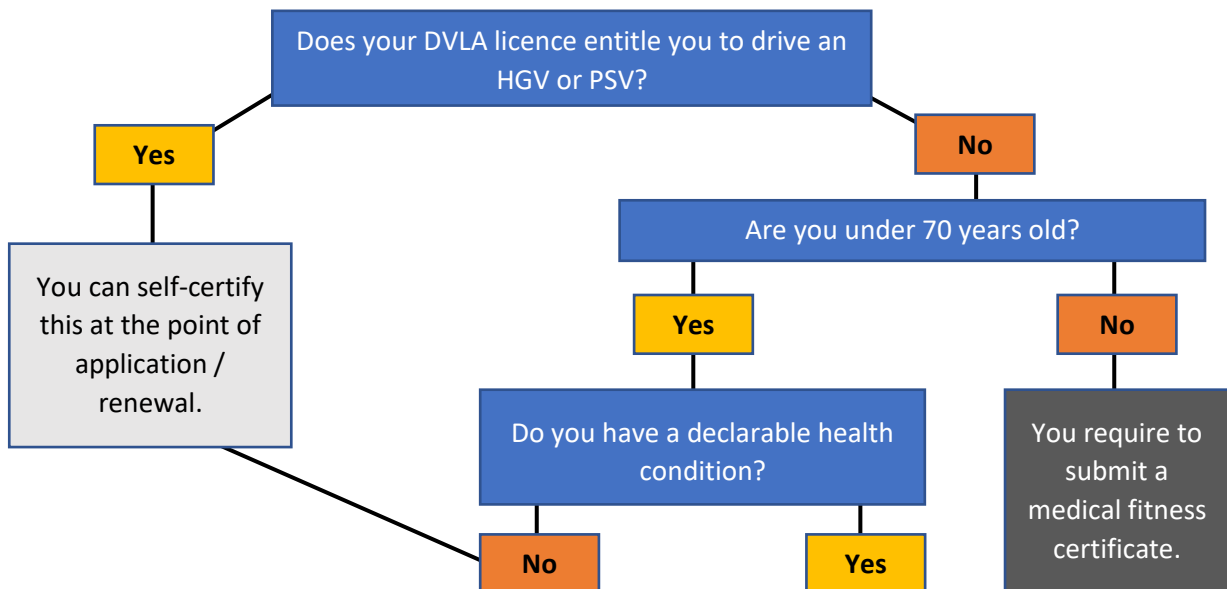 Does your DVLA licence entitle you to drive an
HGV or PSV?
Yes
No
Are you under 70 years old?
You can self-certify
this at the point of
application /
renewal.
Yes
No
Do you have a declarable health
condition?
You require to
submit a
medical fitness
certificate.
No
Yes